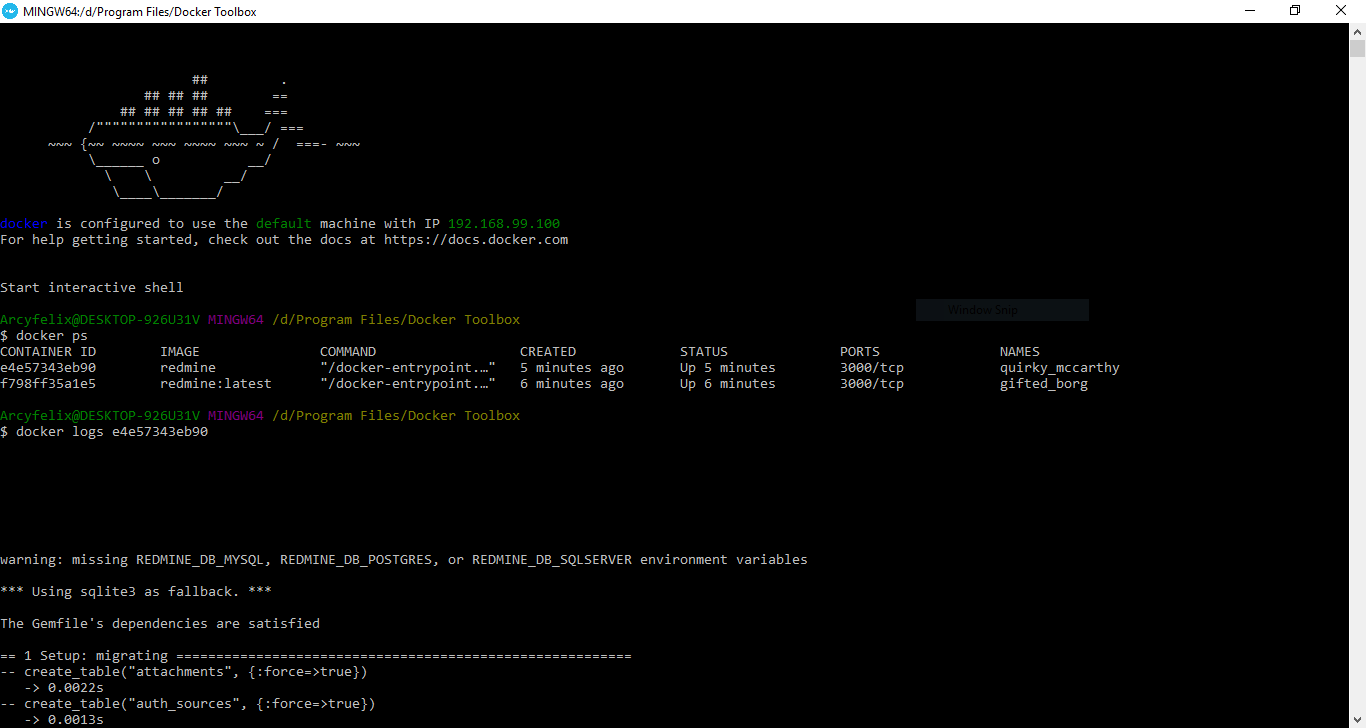 MINGW64:/d/Program Files/Docker Toolbox
                        ##         .
                  ## ## ##        ==
               ## ## ## ## ##    ===
           /"""""""""""""""""\___/ ===
      ~~~ {~~ ~~~~ ~~~ ~~~~ ~~~ ~ /  ===- ~~~
           \______ o           __/
             \    \         __/
              \____\_______/
docker is configured to use the default machine with IP 192.168.99.100
For help getting started, check out the docs at https://docs.docker.com
Start interactive shell
Window Snip
Arcyfelix@DESKTOP-926U31V MINGW64 /d/Program Files/Docker Toolbox
$ docker ps
CONTAINER ID        IMAGE               COMMAND                  CREATED             STATUS              PORTS               NAMES
e4e57343eb90        redmine             "/docker-entrypoint.…"   5 minutes ago       Up 5 minutes        3000/tcp            quirky_mccarthy
f798ff35a1e5        redmine:latest      "/docker-entrypoint.…"   6 minutes ago       Up 6 minutes        3000/tcp            gifted_borg
Arcyfelix@DESKTOP-926U31V MINGW64 /d/Program Files/Docker Toolbox
$ docker logs e4e57343eb90
warning: missing REDMINE_DB_MYSQL, REDMINE_DB_POSTGRES, or REDMINE_DB_SQLSERVER environment variables
*** Using sqlite3 as fallback. ***
The Gemfile's dependencies are satisfied
== 1 Setup: migrating =========================================================
-- create_table("attachments", {:force=>true})
   -> 0.0022s
-- create_table("auth_sources", {:force=>true})
   -> 0.0013s